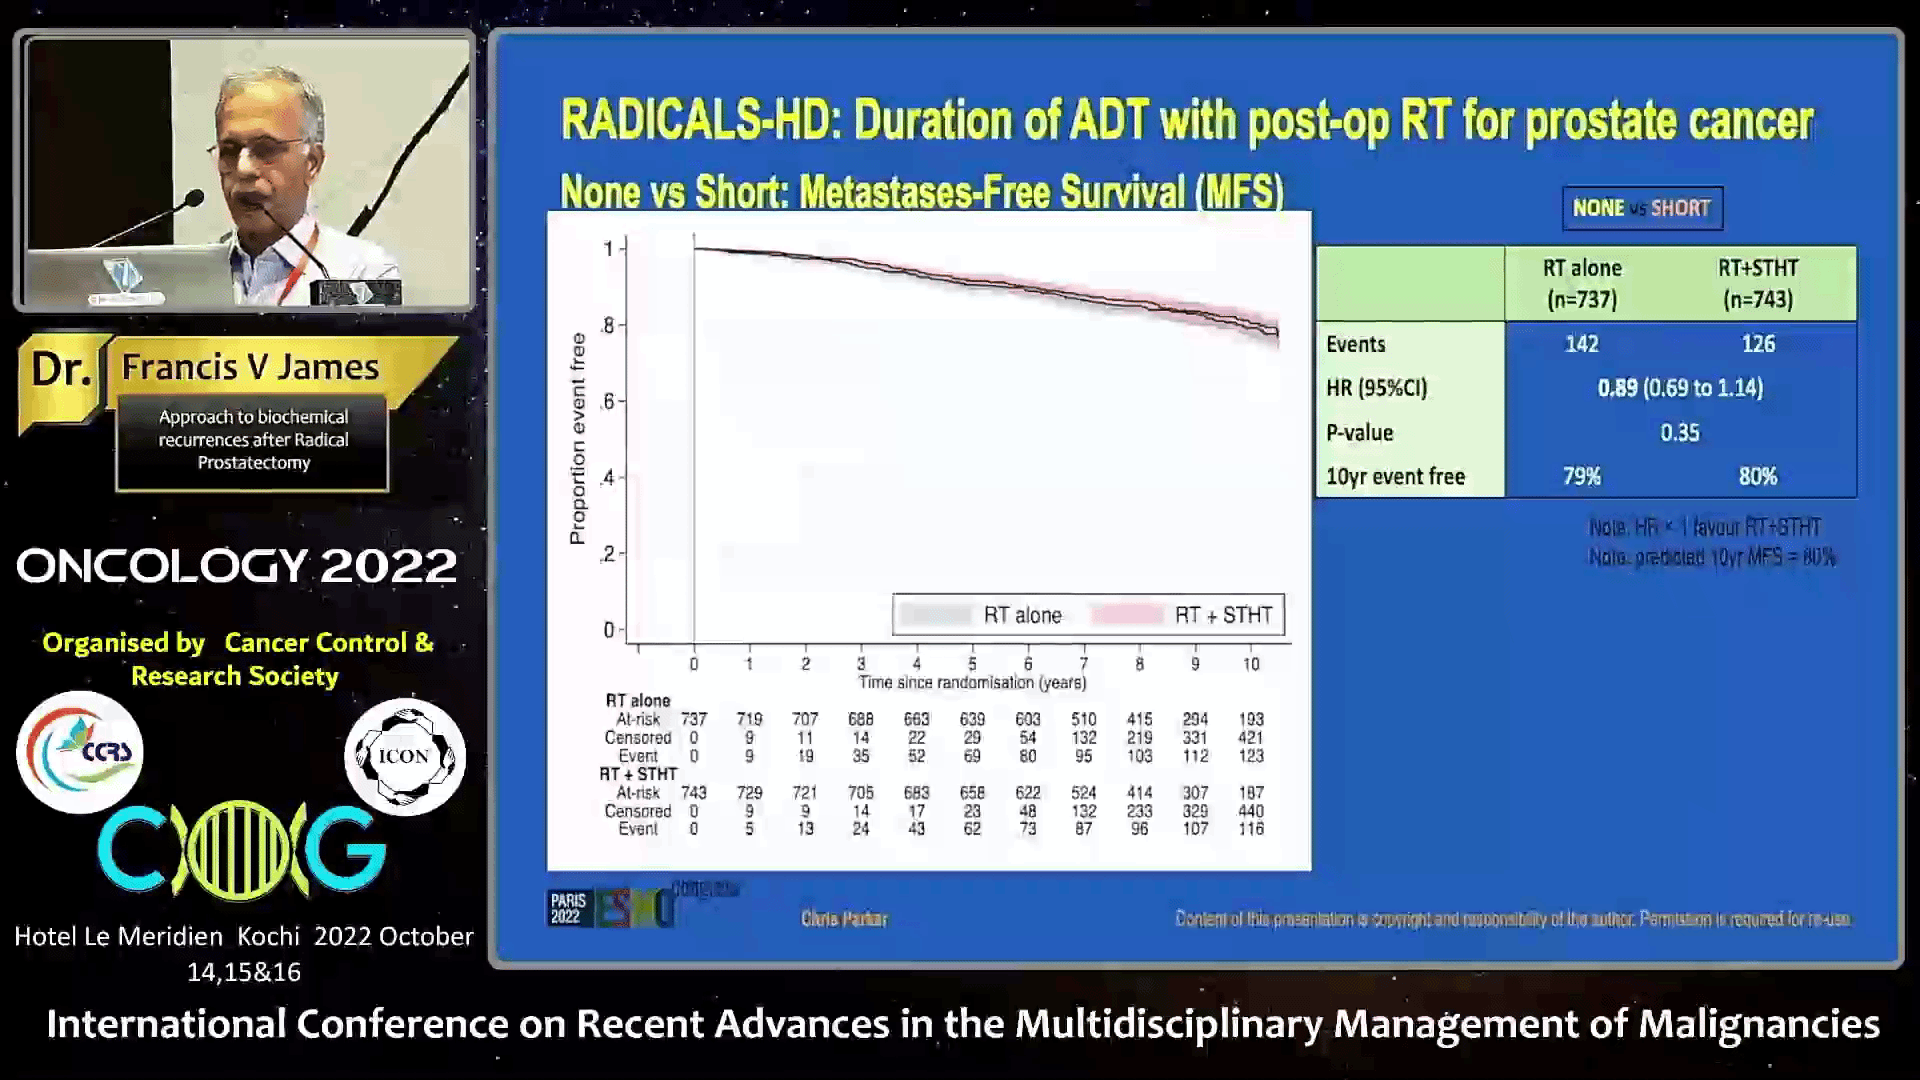 Dr. Francis V James
Approach to biochemical
recurrences after Radical
Prostatectomy
ONCOLOGY 2022
Organised by Cancer Control &
Research Society
CCRS
ICON
Hotel Le Meridien Kochi 2022 October
14,15&16
International Conference on Recent Advances in the Multidisciplinary Management of Malignancies
RADICALS-HD: Duration of ADT with post-op RT for prostate cancer
None vs Short: Metastases-Free Survival (MFS)
NONE vs SHORT
RT alone RT+STHT
(n=737) (n=743)
Events 142 126
HR (95%CI) 0.89 (0.69 to 1.14)
P-value 0.35
10yr event free 79% 80%
Note: HR < 1 favour RT+STHT
Note: predicted 10yr MFS = 80%
Proportion event free
1
.8
.6
.4
.2
0
RT alone RT + STHT
0 1 2 3 4 5 6 7 8 9 10
Time since randomisation (years)
RT alone
At-risk 737 719 707 688 663 639 603 510 415 294 193
Censored 0 9 11 14 22 29 54 132 219 331 421
Event 0 9 19 35 52 69 80 95 103 112 123
RT + STHT
At-risk 743 729 721 705 683 658 622 524 414 307 187
Censored 0 9 9 14 17 23 48 132 233 329 440
Event 0 5 13 24 43 62 73 87 96 107 116
PARIS
2022
ESMO congress
Chris Parker
Content of this presentation is copyright and responsibility of the author. Permission is required for re-use.